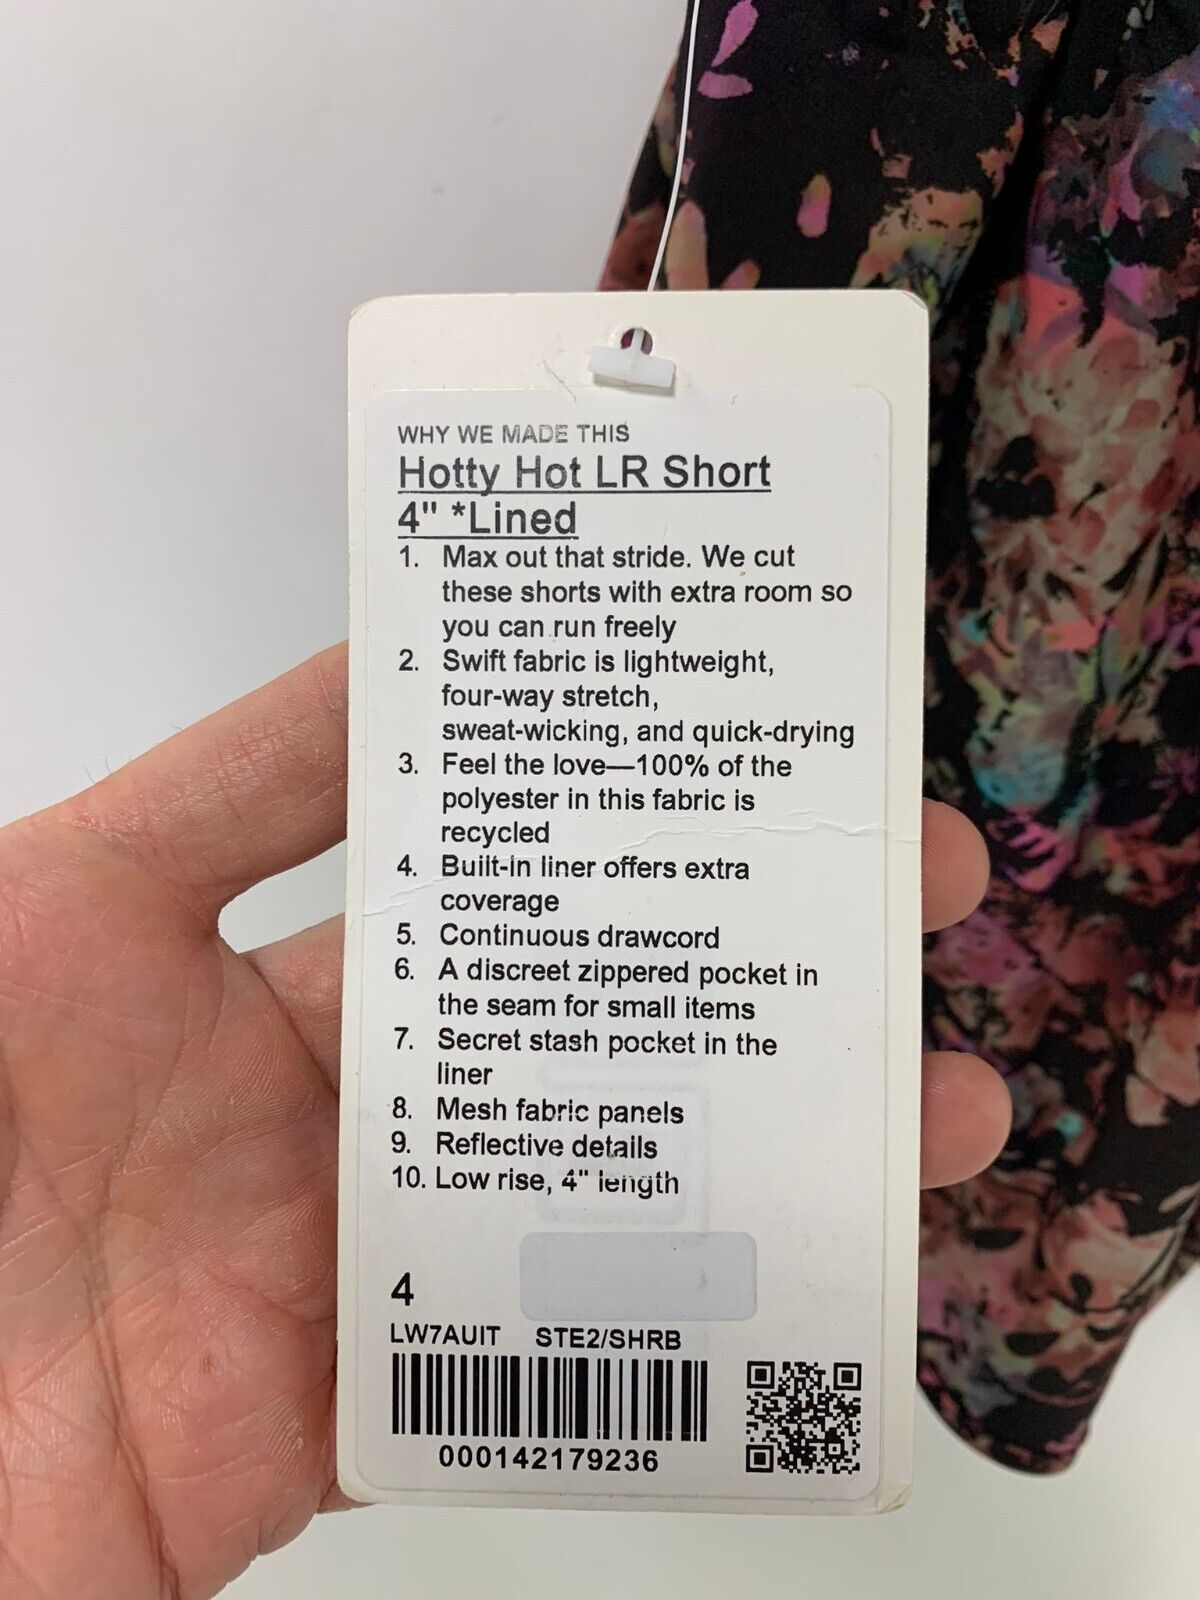 WHY WE MADE THIS
Hotty Hot LR Short
4" *Lined
1. Max out that stride. We cut
these shorts with extra room so
you can run freely
2. Swift fabric is lightweight,
four-way stretch,
sweat-wicking, and quick-drying
3. Feel the love—100% of the
polyester in this fabric is
recycled
4. Built-in liner offers extra
coverage
5. Continuous drawcord
6. A discreet zippered pocket in
the seam for small items
7. Secret stash pocket in the
liner
8. Mesh fabric panels
9. Reflective details
10. Low rise, 4" length
4
LW7AUIT STE2/SHRB
000142179236